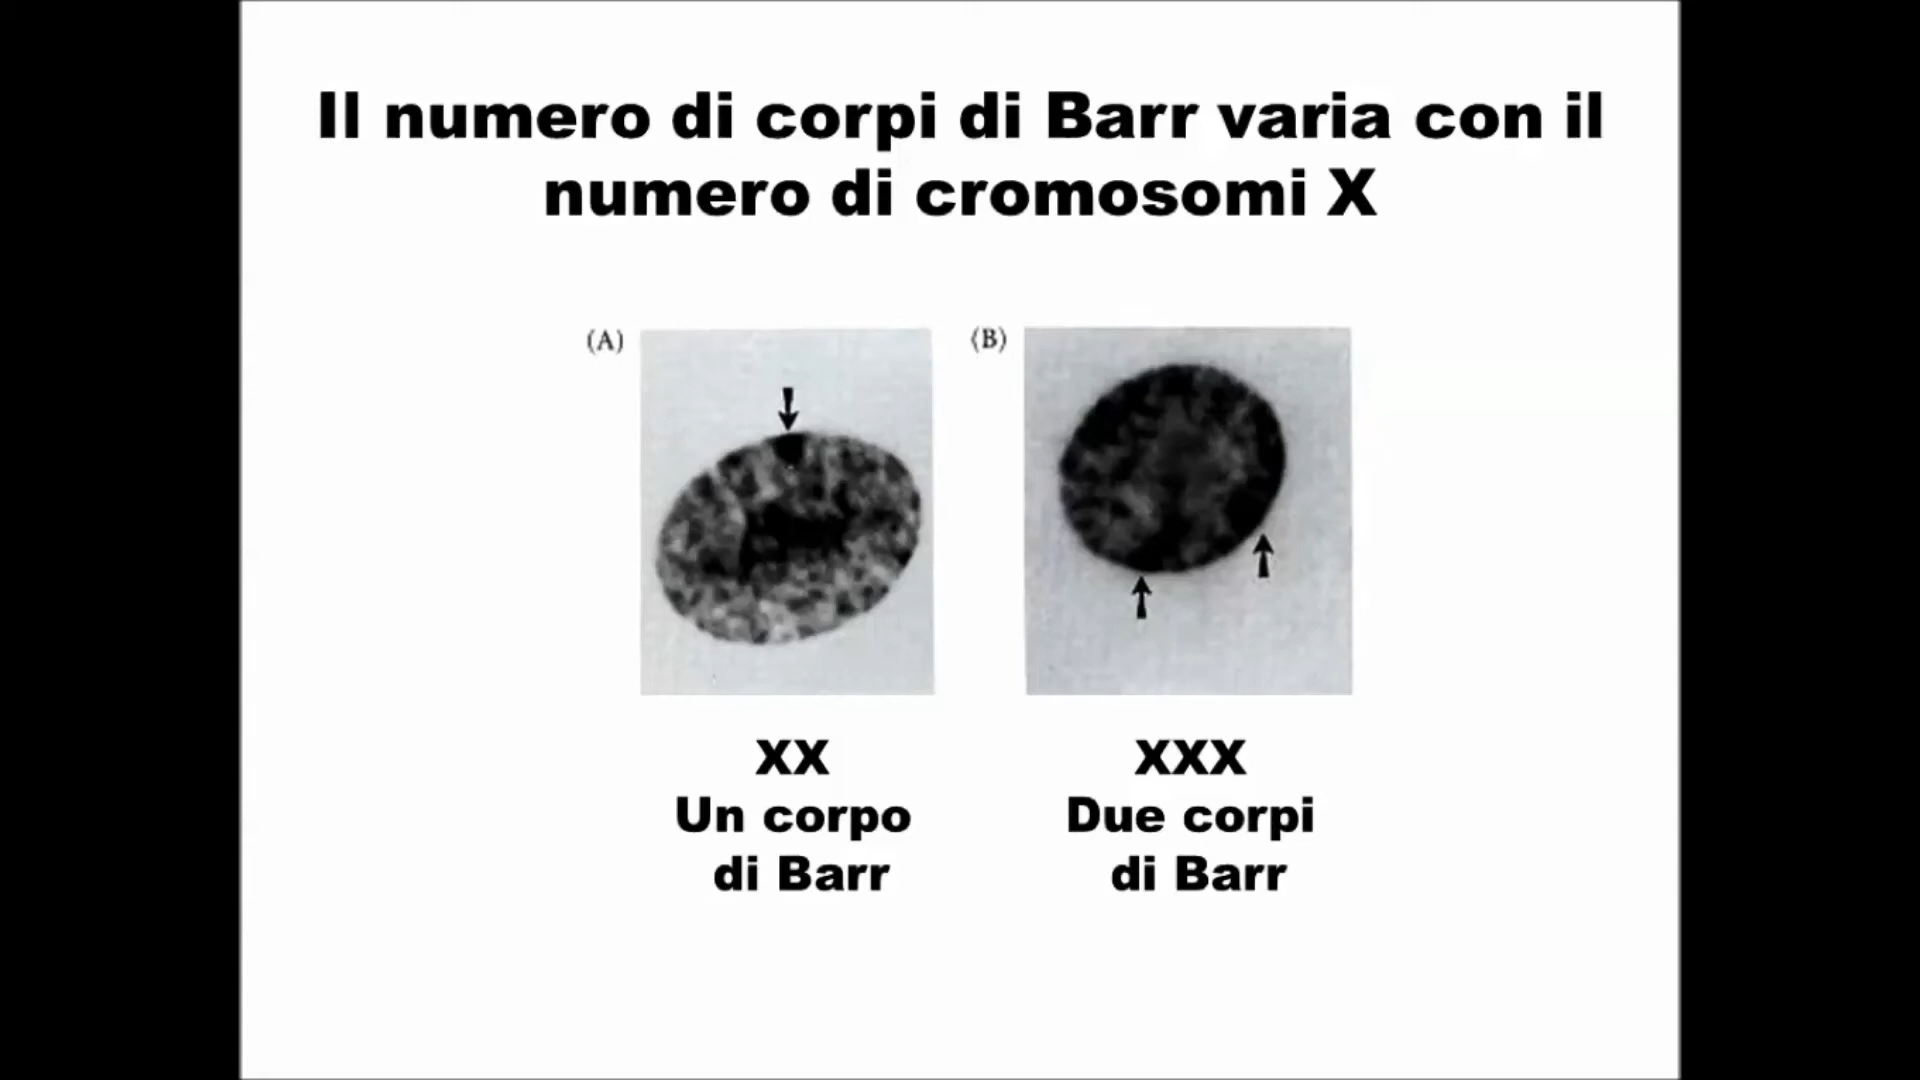 Il numero di corpi di Barr varia con il
numero di cromosomi X
(A)
(B)
XX
Un corpo
di Barr
XXX
Due corpi
di Barr